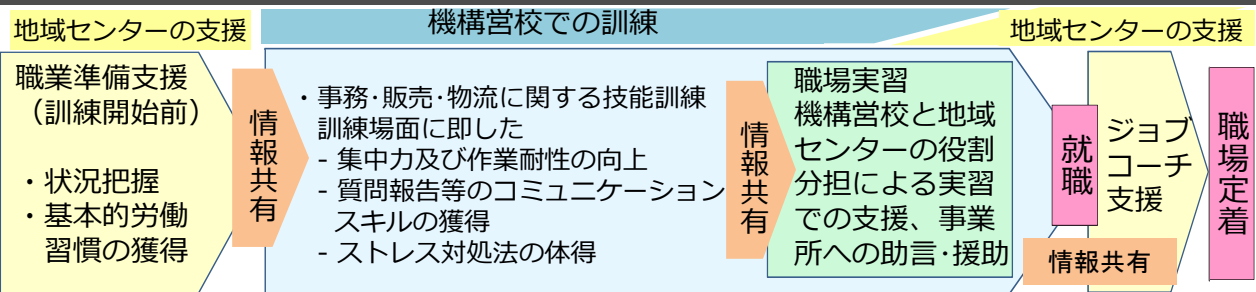 地域センターの支援
機構営校での訓練
地域センターの支援
職業準備支援
（訓練開始前）
・状況把握
・基本的労働
習慣の獲得
情報共有
・事務･販売･物流に関する技能訓練
訓練場面に即した
- 集中力及び作業耐性の向上
- 質問報告等のコミュニケーション
スキルの獲得
- ストレス対処法の体得
情報共有
職場実習
機構営校と地域
センターの役割
分担による実習
での支援、事業
所への助言･援助
就職
ジョブ
コーチ
支援
情報共有
職場定着